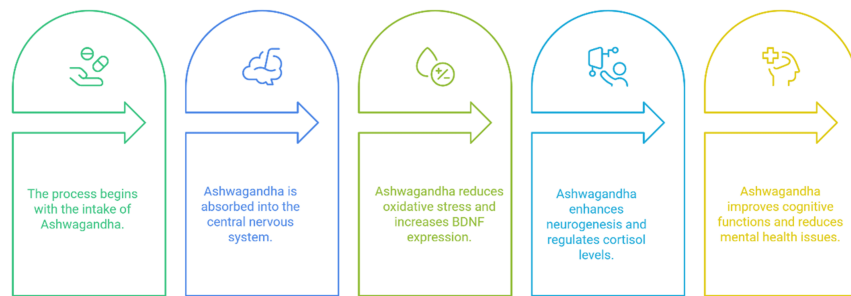 The process begins
with the intake of
Ashwagandha.
Ashwagandha is
absorbed into the
central nervous
system.
Ashwagandha reduces
oxidative stress and
increases BDNF
expression.
Ashwagandha
enhances
neurogenesis and
regulates cortisol
levels.
Ashwagandha
improves cognitive
functions and reduces
mental health issues.